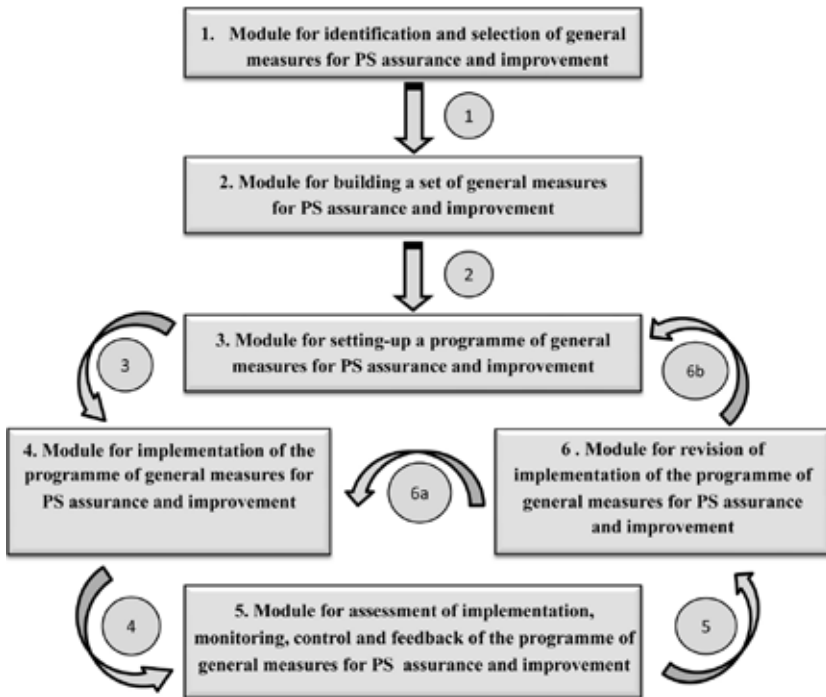 1. Module for identification and selection of general
measures for PS assurance and improvement
1
2. Module for building a set of general measures
for PS assurance and improvement
2
3. Module for setting-up a programme of general
measures for PS assurance and improvement
3
6b
4. Module for implementation of the
programme of general measures for
PS assurance and improvement
6a
6 . Module for revision of
implementation of the programme of
general measures for PS assurance
and improvement
4
5. Module for assessment of implementation,
monitoring, control and feedback of the programme of
general measures for PS assurance and improvement
5